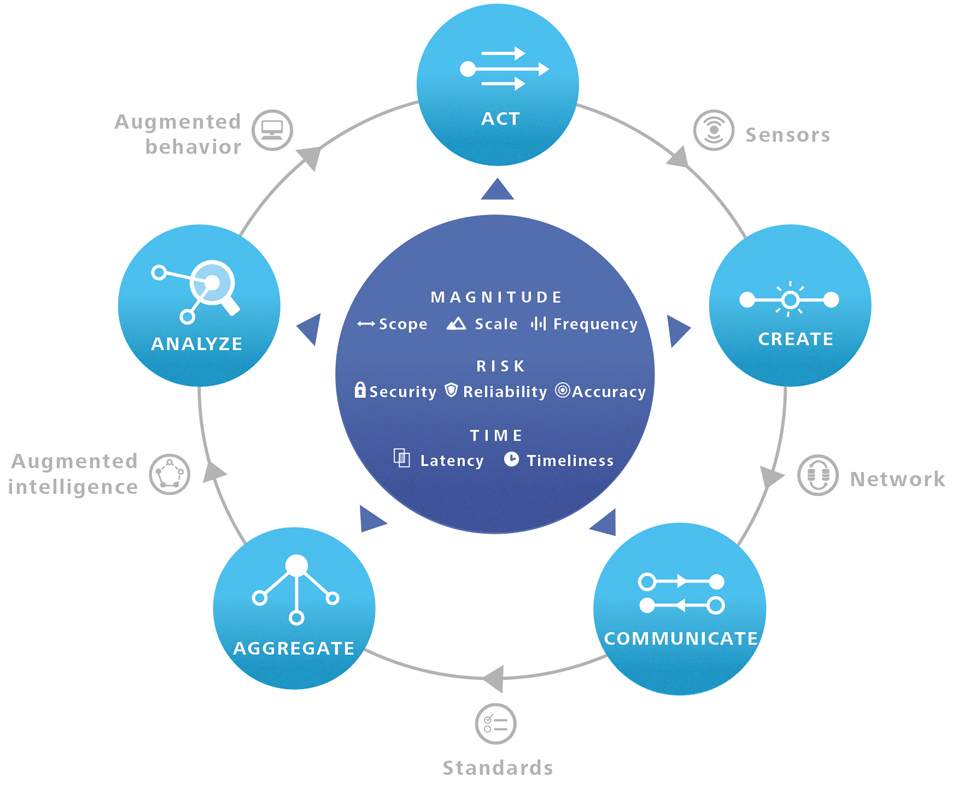 ACT
Augmented
behavior
Sensors
ANALYZE
CREATE
MAGNITUDE
Scope Scale Frequency
RISK
Security Reliability Accuracy
TIME
Latency Timeliness
Augmented
intelligence
Network
AGGREGATE
COMMUNICATE
Standards